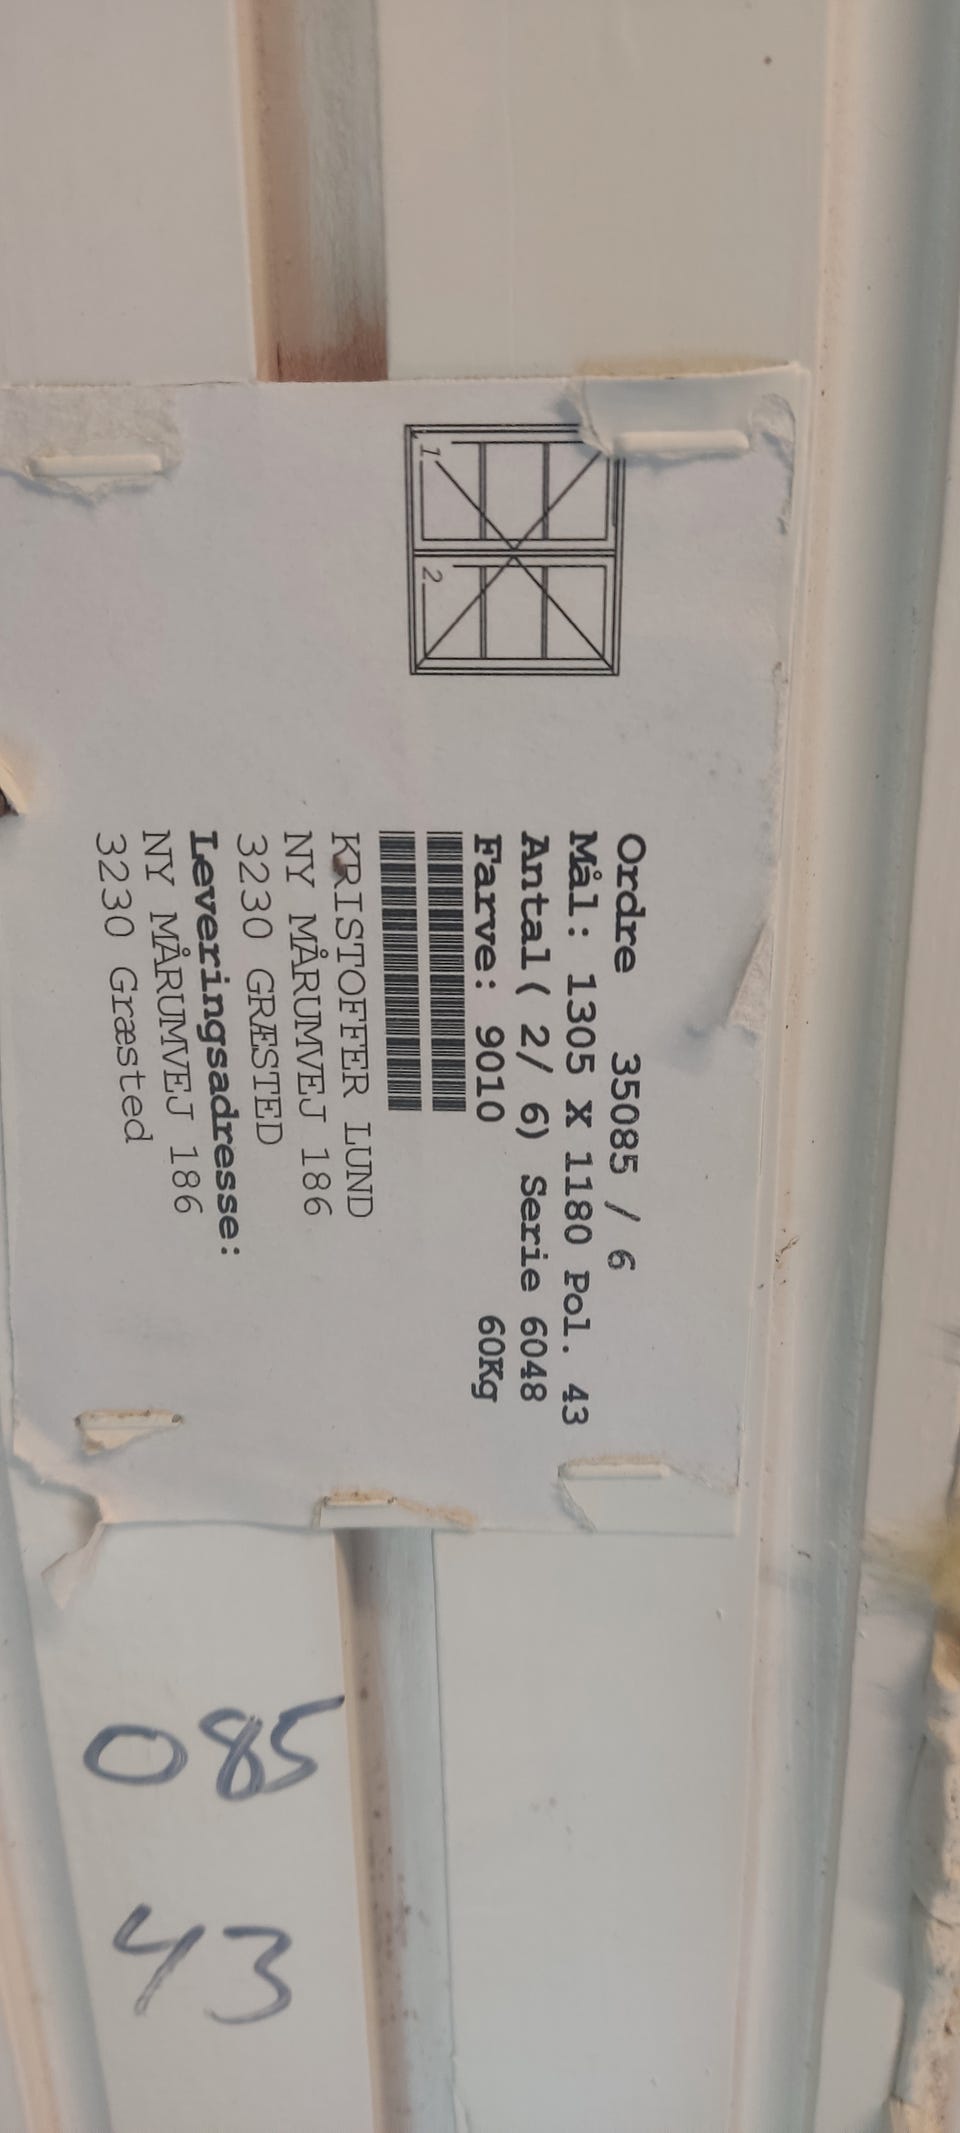 1
2
Ordre 35085 / 6
Mål: 1305 X 1180 Pol. 43
Antal( 2/ 6) Serie 6048
Farve: 9010 60Kg
KRISTOFFER LUND
NY MÅRUMVEJ 186
3230 GRÆSTED
Leveringsadresse:
NY MÅRUMVEJ 186
3230 Græsted
085
43